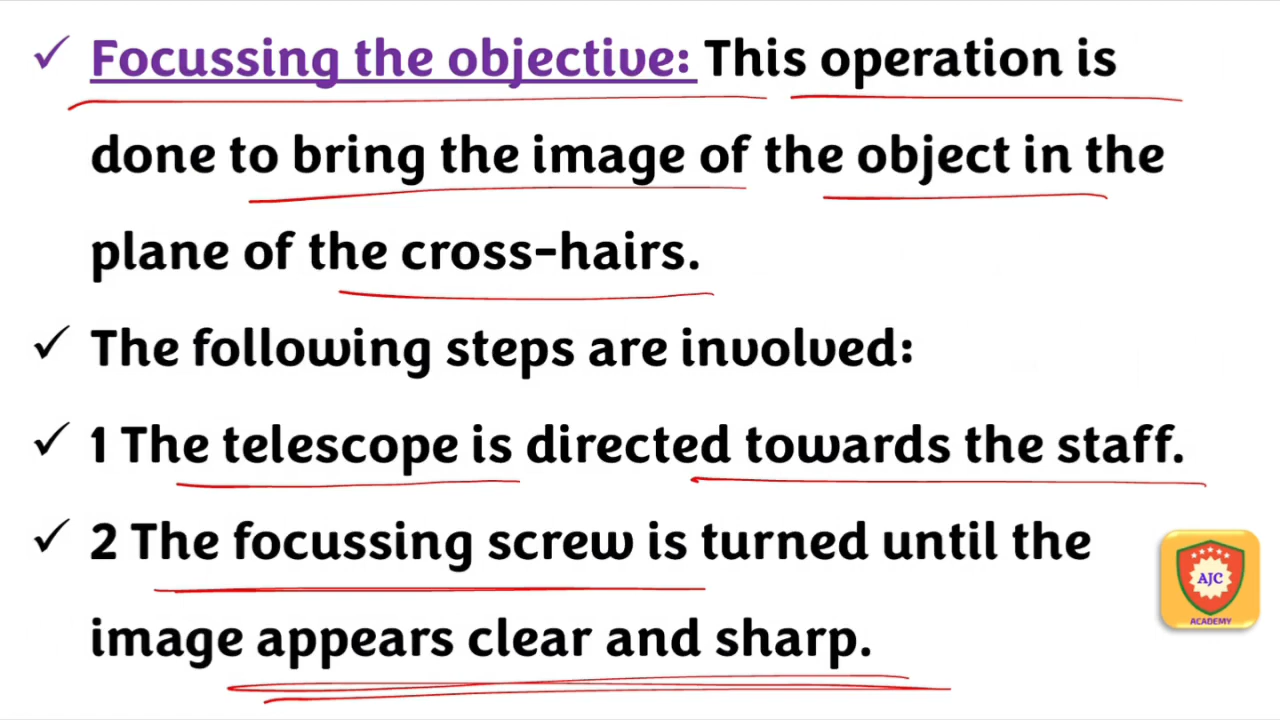 ✓ Focussing the objective: This operation is
done to bring the image of the object in the
plane of the cross-hairs.
✓ The following steps are involved:
✓ 1 The telescope is directed towards the staff.
✓ 2 The focussing screw is turned until the
image appears clear and sharp.
AJC
ACADEMY